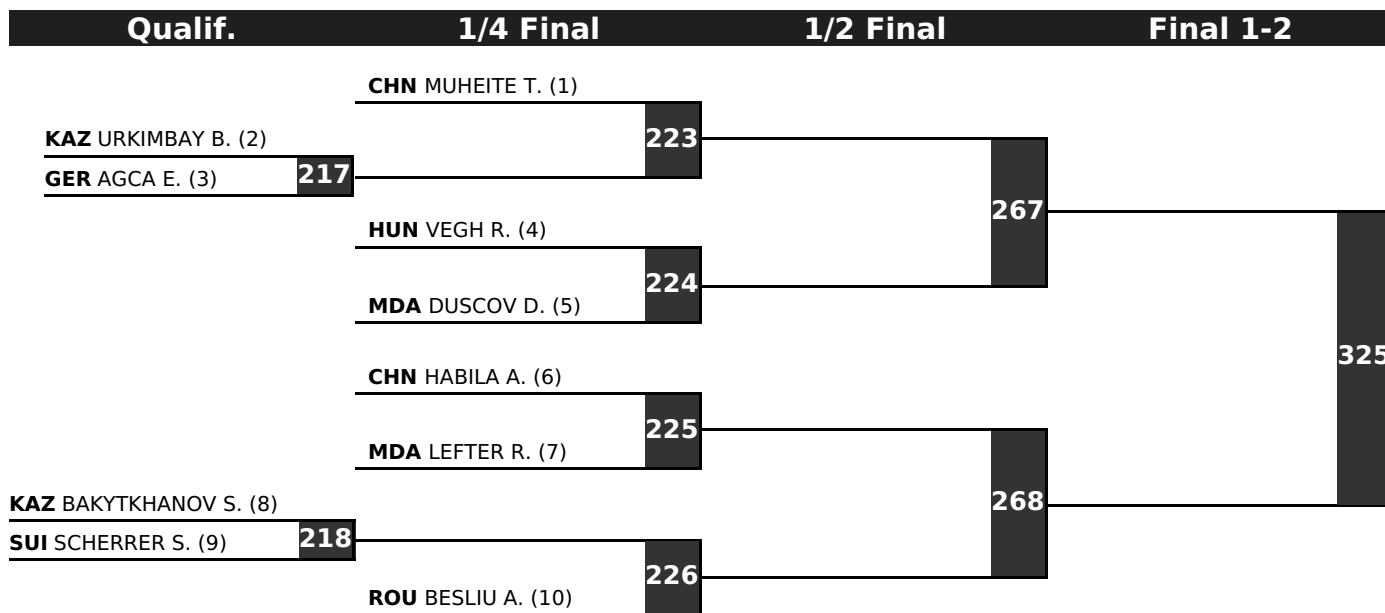 Qualif. 1/4 Final 1/2 Final Final 1-2
CHN MUHEITE T. (1)
223
KAZ URKIMBAY B. (2)
217
GER AGCA E. (3)
267
HUN VEGH R. (4)
224
MDA DUSCOV D. (5)
325
CHN HABILA A. (6)
225
MDA LEFTER R. (7)
KAZ BAKYTKHANOV S. (8)
268
SUI SCHERRER S. (9)
218
226
ROU BESLIU A. (10)